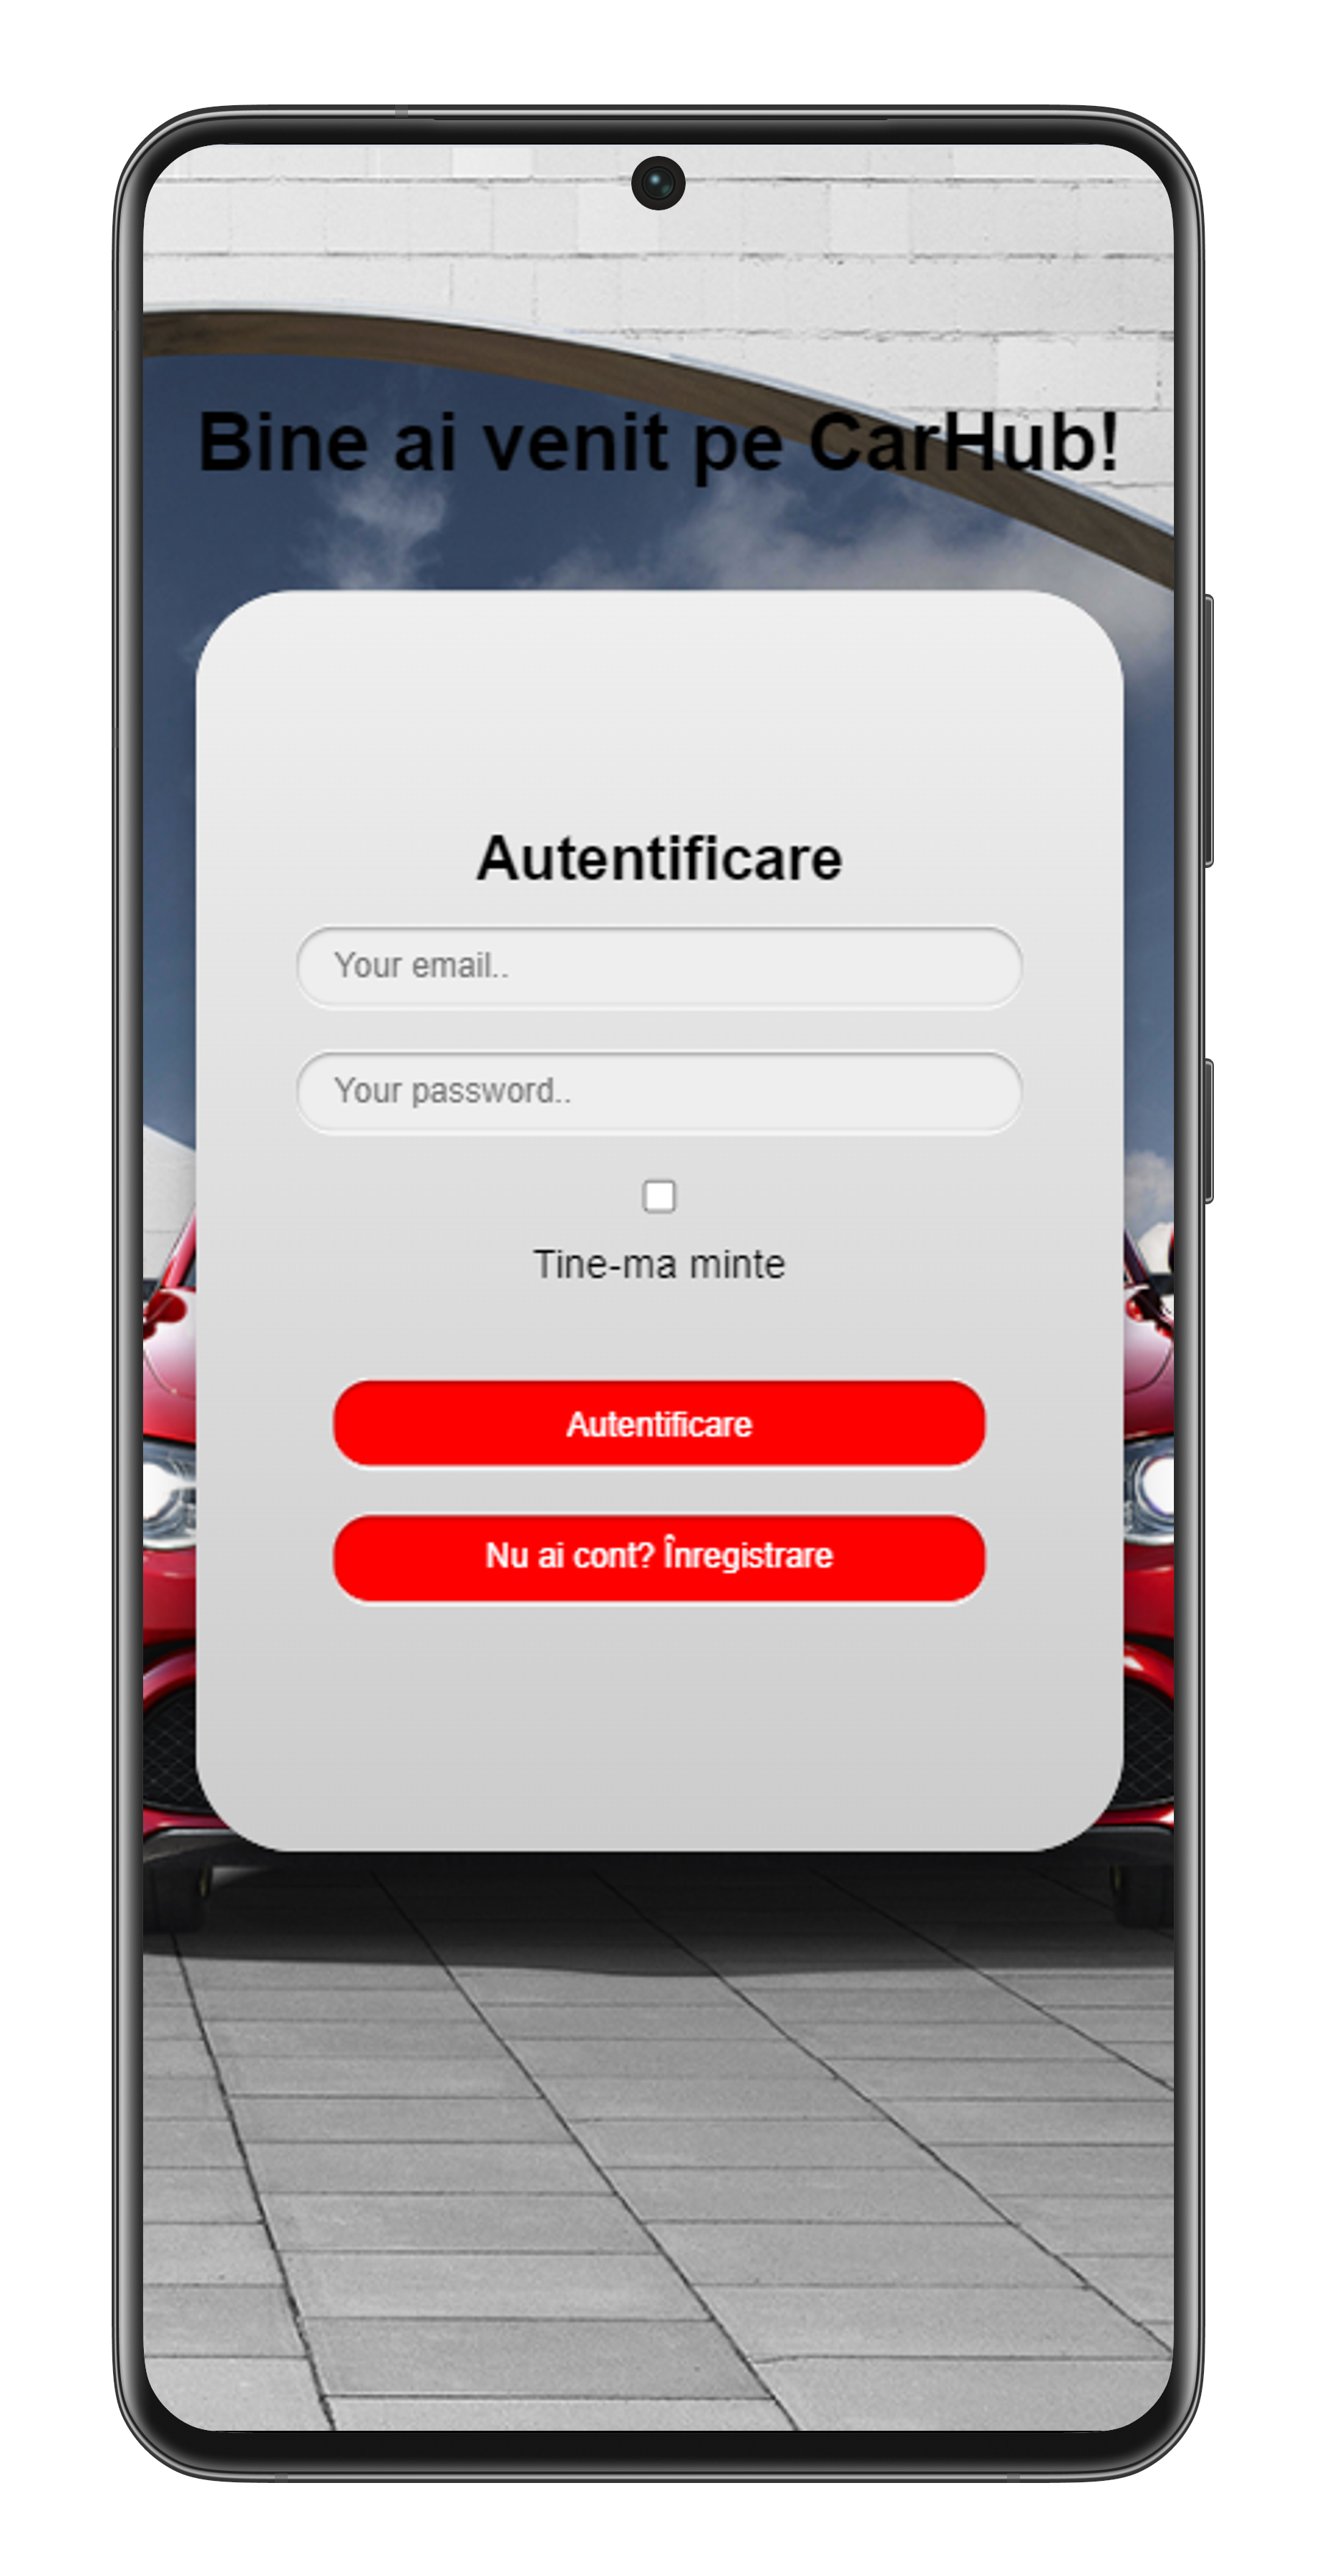 Bine ai venit pe CarHub!
Autentificare
Your email..
Your password..
Tine-ma minte
Autentificare
Nu ai cont? Înregistrare